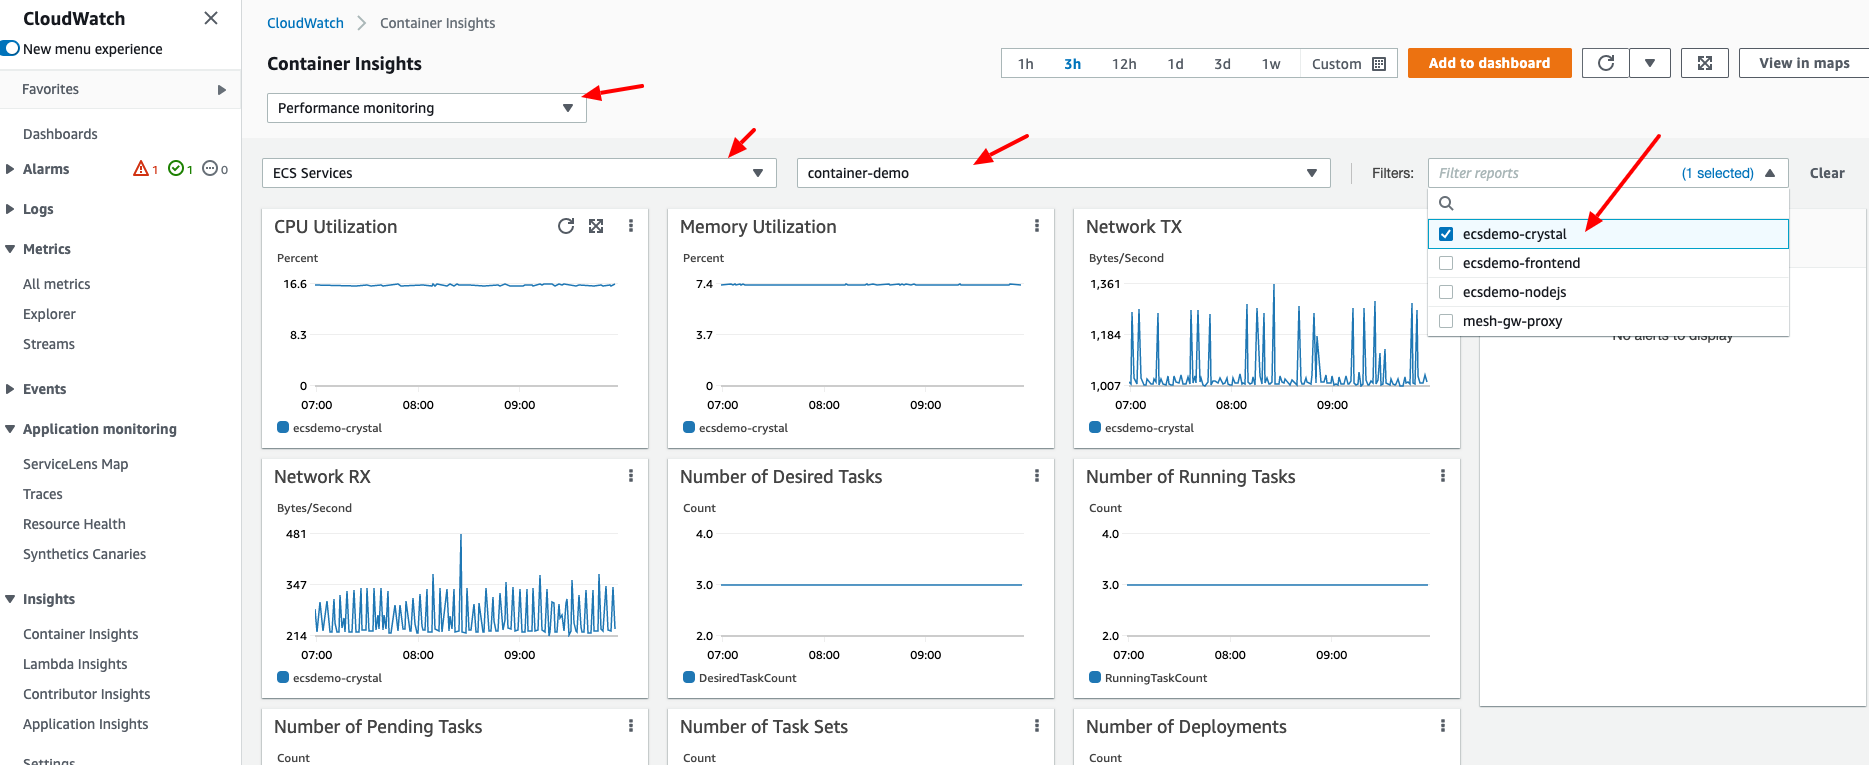 CloudWatch
New menu experience
Favorites
Dashboards
Alarms 1 1 0
Logs
Metrics
All metrics
Explorer
Streams
Events
Application monitoring
ServiceLens Map
Traces
Resource Health
Synthetics Canaries
Insights
Container Insights
Lambda Insights
Contributor Insights
Application Insights
Settings
CloudWatch Container Insights
Container Insights
1h 3h 12h 1d 3d 1w Custom
Add to dashboard
View in maps
Performance monitoring
ECS Services
container-demo
Filters:
Filter reports (1 selected)
Clear
ecsdemo-crystal
ecsdemo-frontend
ecsdemo-nodejs
mesh-gw-proxy
No alerts to display
CPU Utilization
Percent
16.6
8.3
0
07:00 08:00 09:00
ecsdemo-crystal
Memory Utilization
Percent
7.4
3.7
0
07:00 08:00 09:00
ecsdemo-crystal
Network TX
Bytes/Second
1,361
1,184
1,007
07:00 08:00 09:00
ecsdemo-crystal
Network RX
Bytes/Second
481
347
214
07:00 08:00 09:00
ecsdemo-crystal
Number of Desired Tasks
Count
4.0
3.0
2.0
07:00 08:00 09:00
DesiredTaskCount
Number of Running Tasks
Count
4.0
3.0
2.0
07:00 08:00 09:00
RunningTaskCount
Number of Pending Tasks
Count
Number of Task Sets
Count
Number of Deployments
Count